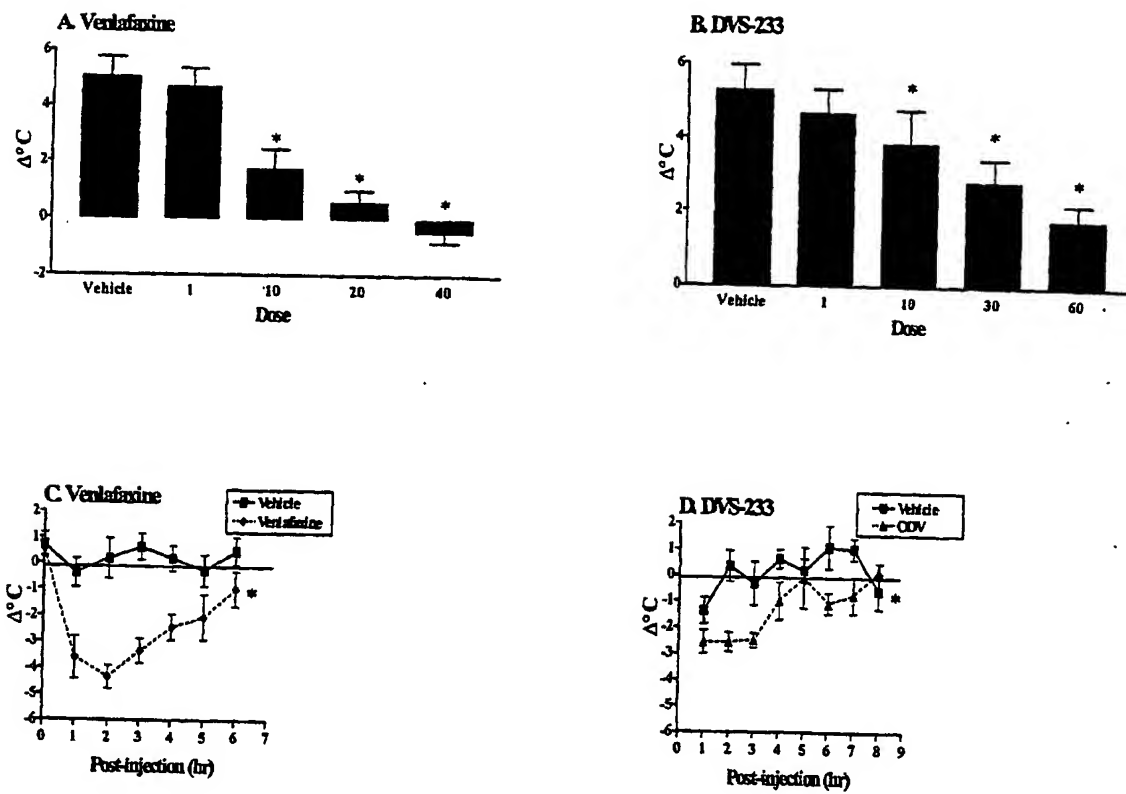 A. Venlafaxine
6
4
2
0
-2
Δ° C
*
*
*
Vehicle 1 10 20 40
Dose
B. DVS-233
6
4
2
0
Δ° C
*
*
*
Vehicle 1 10 30 60
Dose
C. Venlafaxine
Vehicle
Venlafaxine
2
1
0
-1
-2
-3
-4
-5
-6
Δ° C
*
0 1 2 3 4 5 6 7
Post-injection (hr)
D. DVS-233
Vehicle
ODV
2
1
0
-1
-2
-3
-4
-5
-6
Δ° C
*
0 1 2 3 4 5 6 7 8 9
Post-injection (hr)